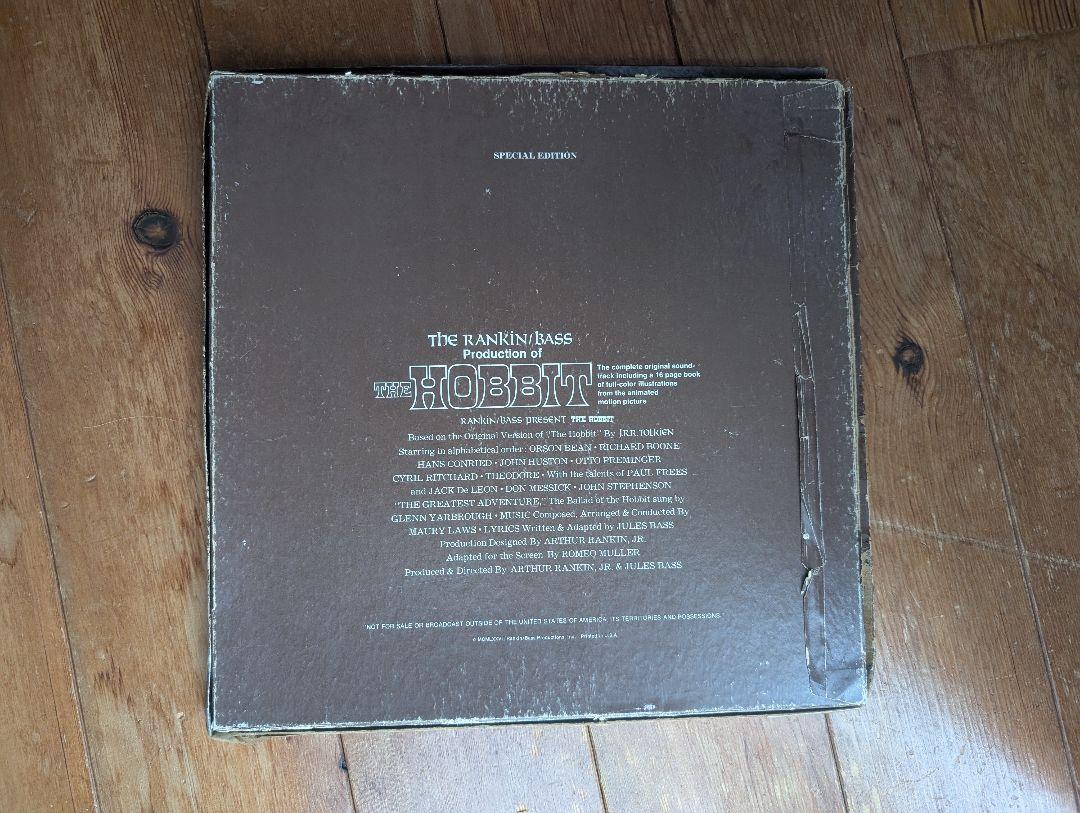 SPECIAL EDITION
The RANKIN/BASS
Production of
THE HOBBIT
The complete original sound-
track including a 16 page book
of full-color illustrations
from the animated
motion picture
RANKIN/BASS PRESENT THE HOBBIT
Based on the Original Version of "The Hobbit" By J.R.R. TOLKIEN
Starring in alphabetical order: ORSON BEAN • RICHARD BOONE
HANS CONRIED • JOHN HUSTON • OTTO PREMINGER
CYRIL RITCHARD • THEODORE • With the talents of PAUL FREES
and JACK De LEON • DON MESSICK • JOHN STEPHENSON
"THE GREATEST ADVENTURE," The Ballad of the Hobbit sung by
GLENN YARBROUGH • MUSIC Composed, Arranged & Conducted By
MAURY LAWS • LYRICS Written & Adapted by JULES BASS
Production Designed By ARTHUR RANKIN, JR.
Adapted for the Screen By ROMEO MULLER
Produced & Directed By ARTHUR RANKIN, JR. & JULES BASS
"NOT FOR SALE OR BROADCAST OUTSIDE OF THE UNITED STATES OF AMERICA, ITS TERRITORIES AND POSSESSIONS."
Rankin/Bass Productions, Inc. Printed in U.S.A.